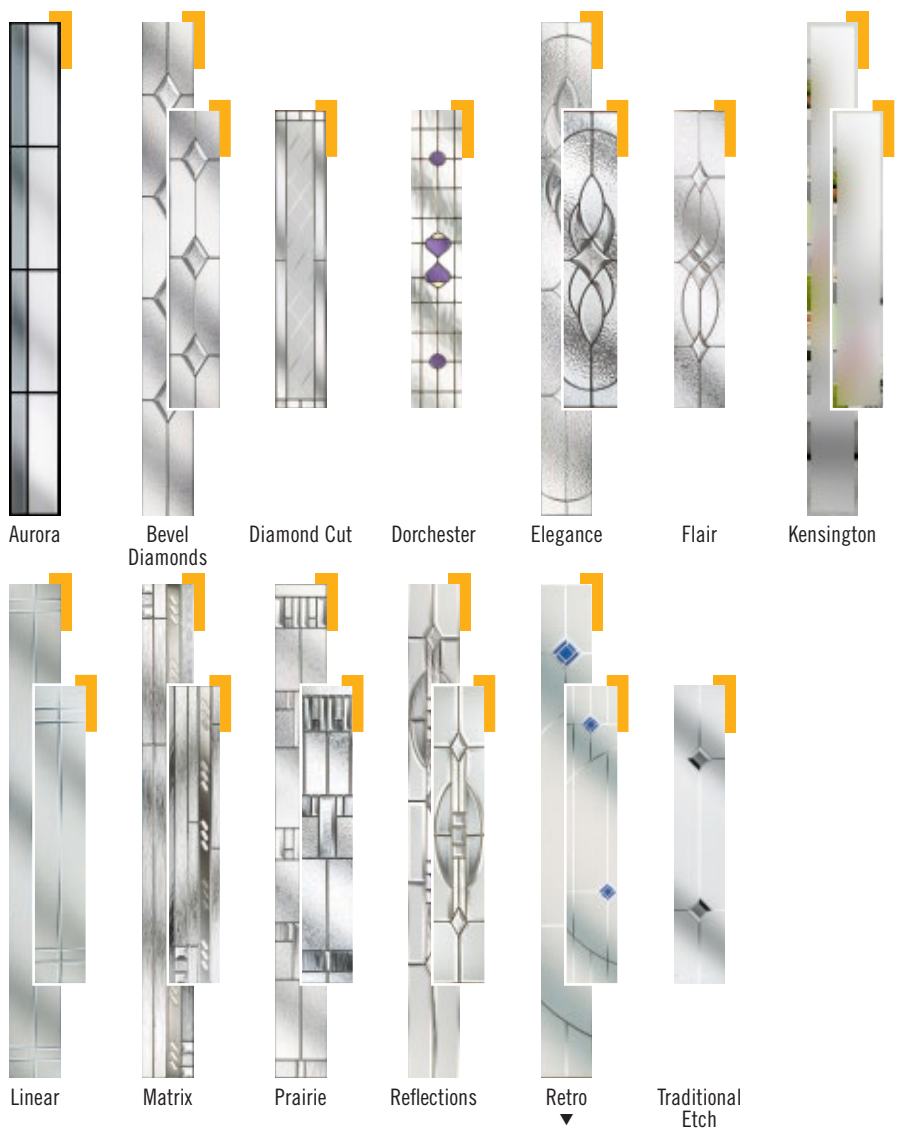 Aurora
Bevel
Diamonds
Diamond Cut
Dorchester
Elegance
Flair
Kensington
Linear
Matrix
Prairie
Reflections
Retro
▼
Traditional
Etch